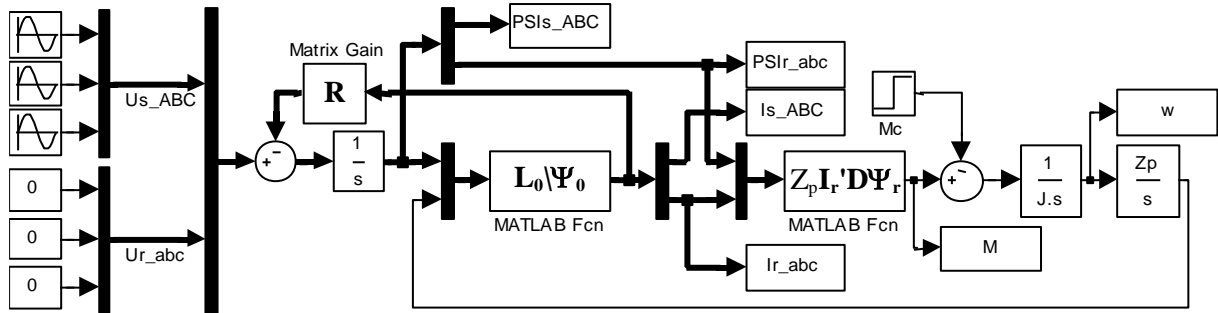 PSIs_ABC
Matrix Gain
R
PSIr_abc
Us_ABC
Is_ABC
Mc
w
+
-
1
s
L₀\Ψ₀
MATLAB Fcn
ZₚIᵣ'DΨᵣ
MATLAB Fcn
+
-
1
J.s
Zp
s
0
0
0
Ur_abc
Ir_abc
M